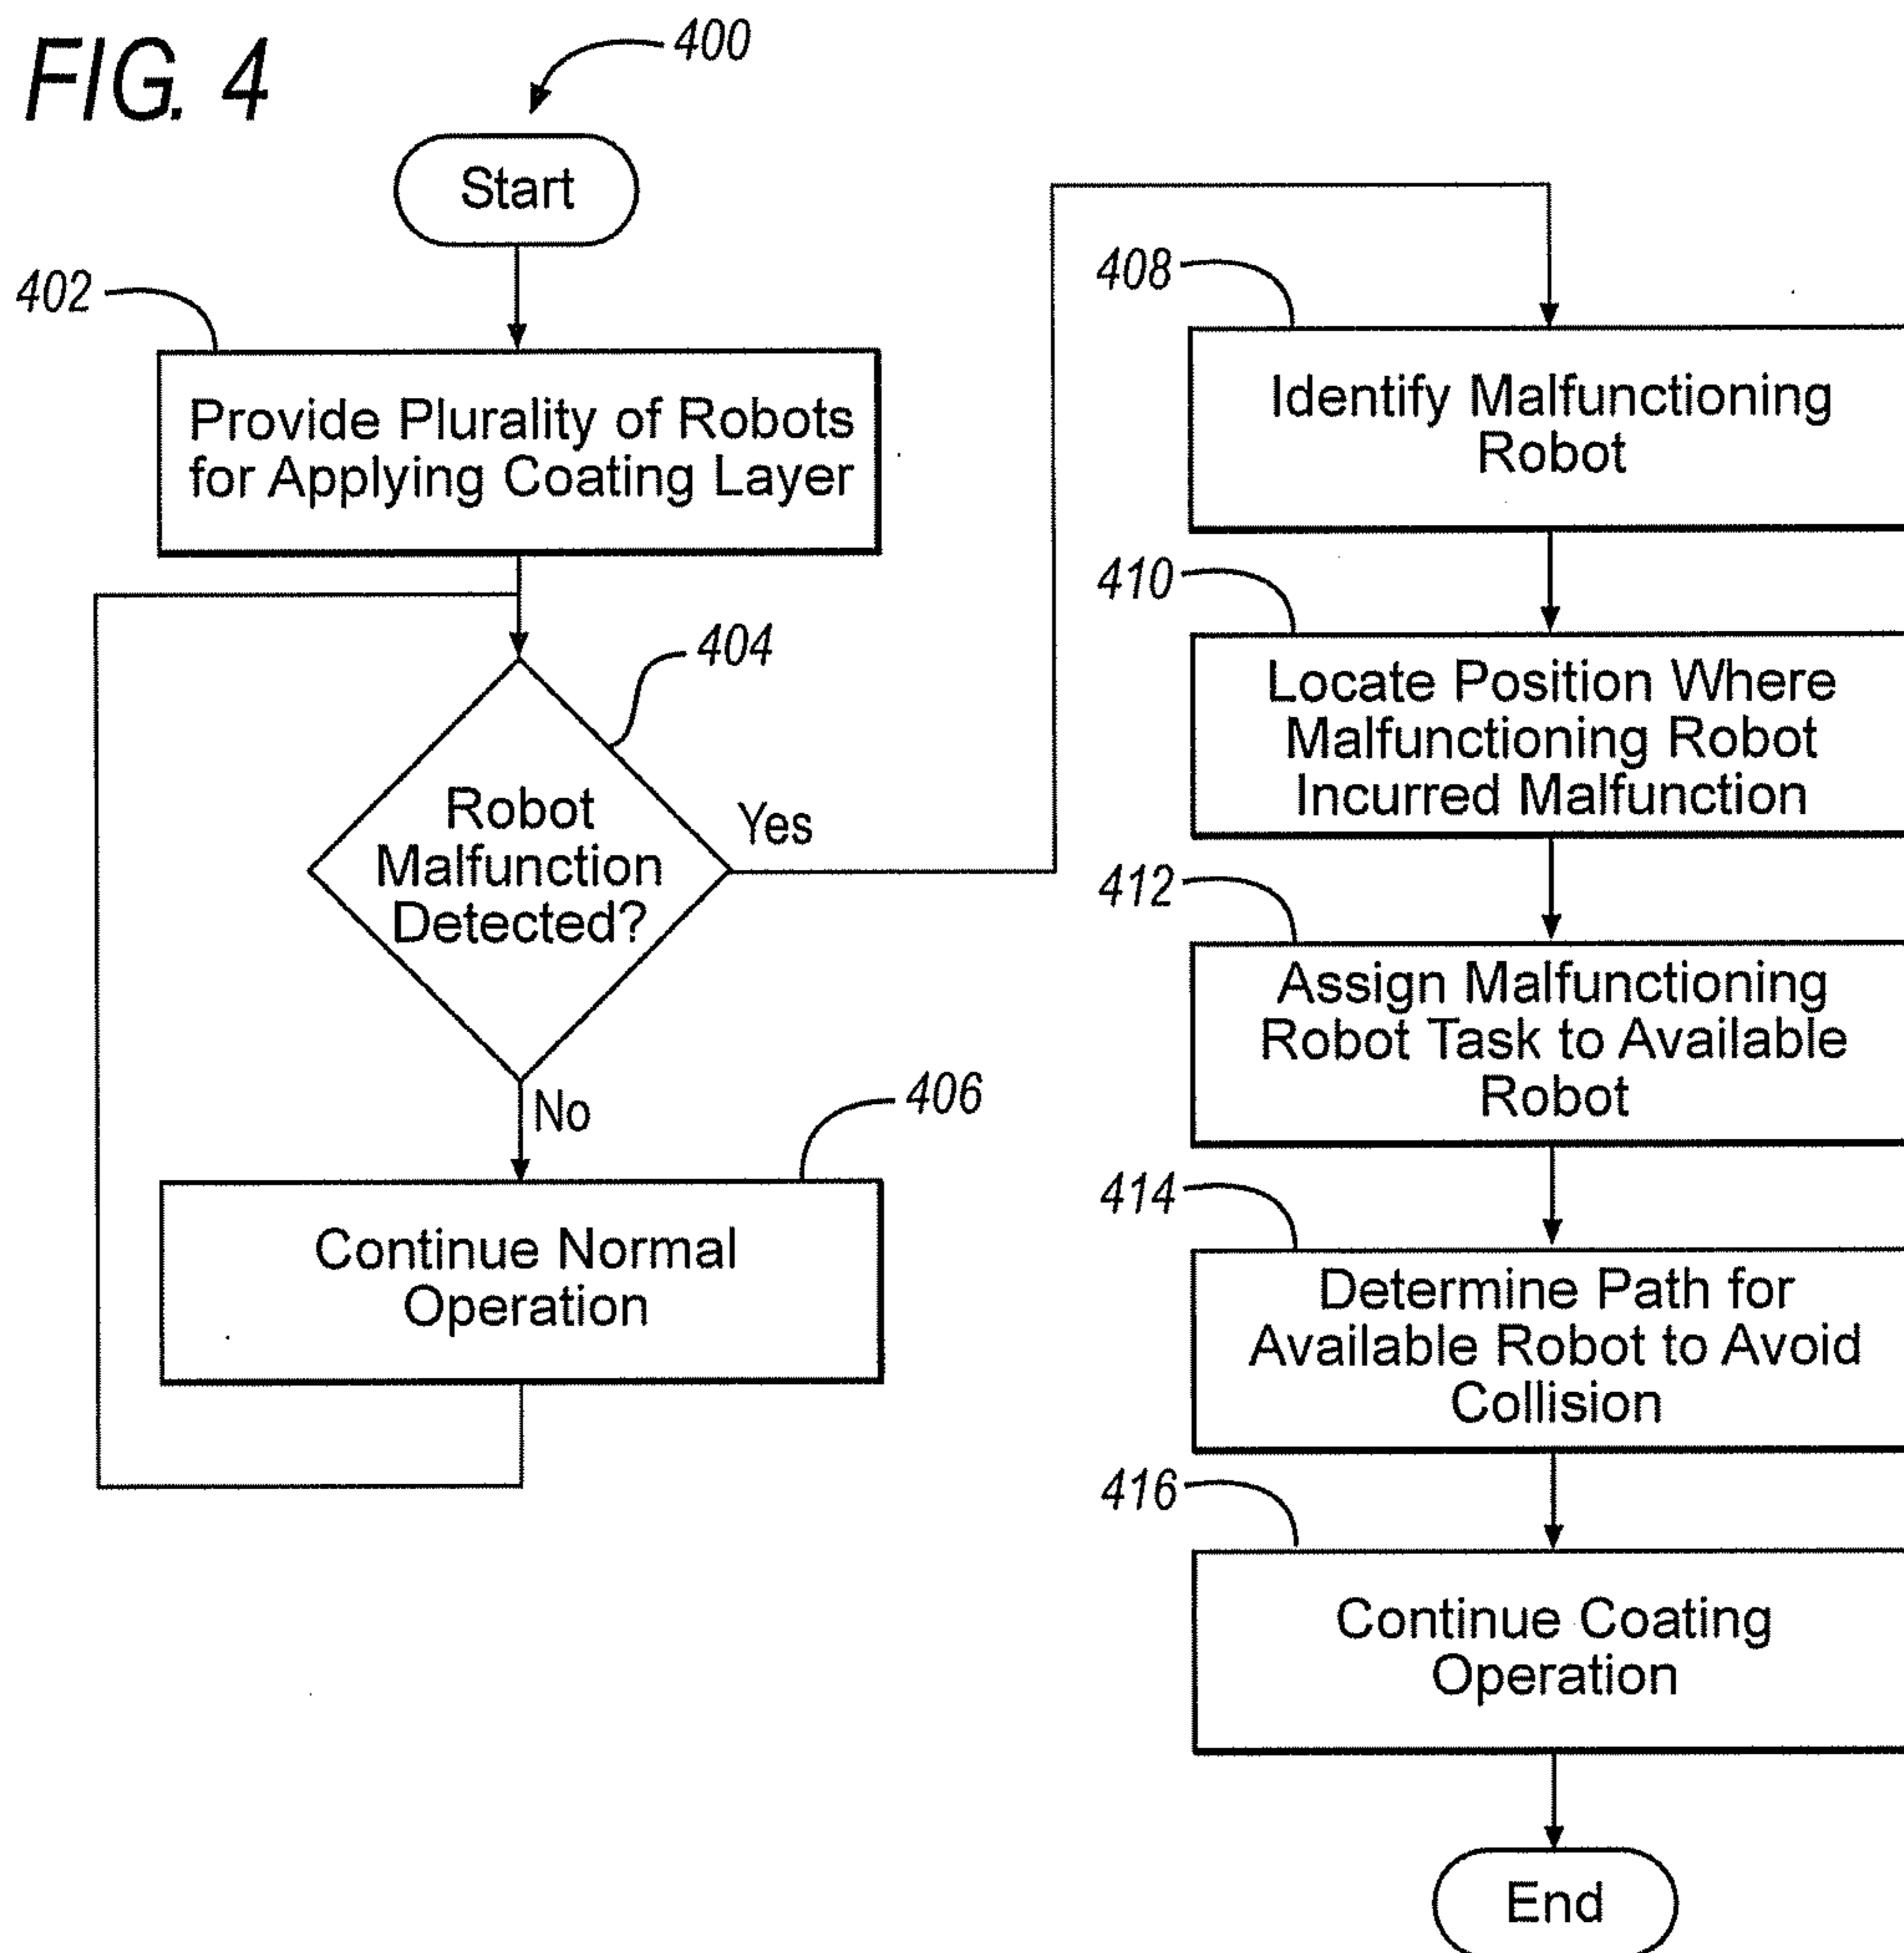 FIG. 4
400
Start
402
Provide Plurality of Robots
for Applying Coating Layer
404
Robot
Malfunction
Detected?
Yes
No
406
Continue Normal
Operation
408
Identify Malfunctioning
Robot
410
Locate Position Where
Malfunctioning Robot
Incurred Malfunction
412
Assign Malfunctioning
Robot Task to Available
Robot
414
Determine Path for
Available Robot to Avoid
Collision
416
Continue Coating
Operation
End